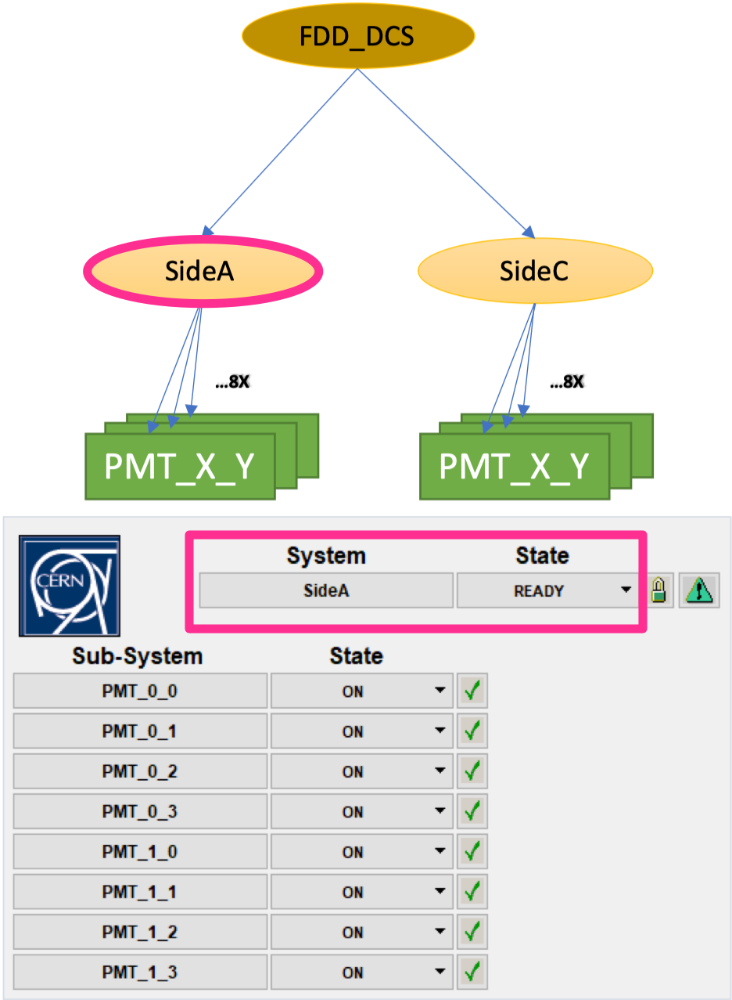 FDD_DCS
SideA SideC
...8X ...8X
PMT_X_Y PMT_X_Y
CERN
System State
SideA READY
Sub-System State
PMT_0_0 ON
PMT_0_1 ON
PMT_0_2 ON
PMT_0_3 ON
PMT_1_0 ON
PMT_1_1 ON
PMT_1_2 ON
PMT_1_3 ON